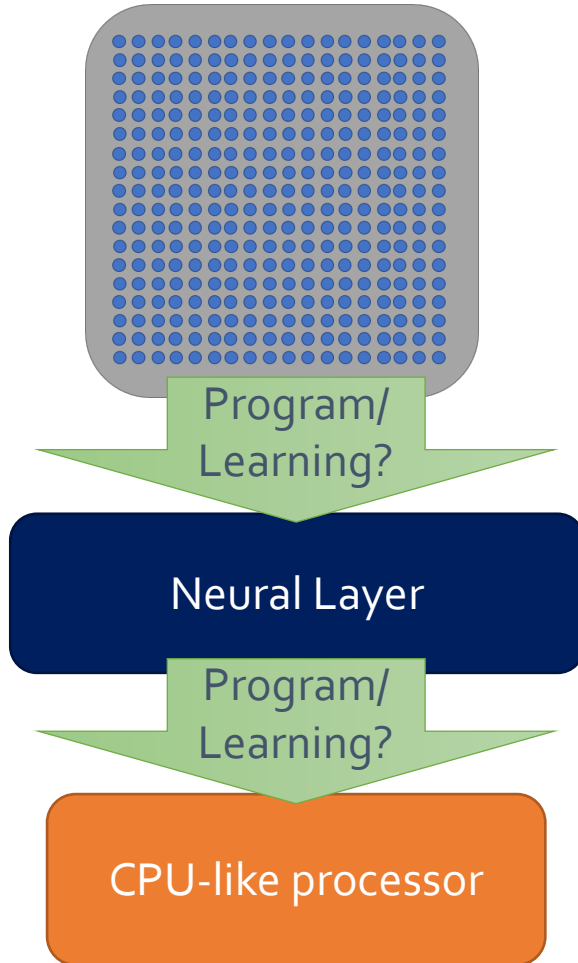 Program/
Learning?
Neural Layer
Program/
Learning?
CPU-like processor